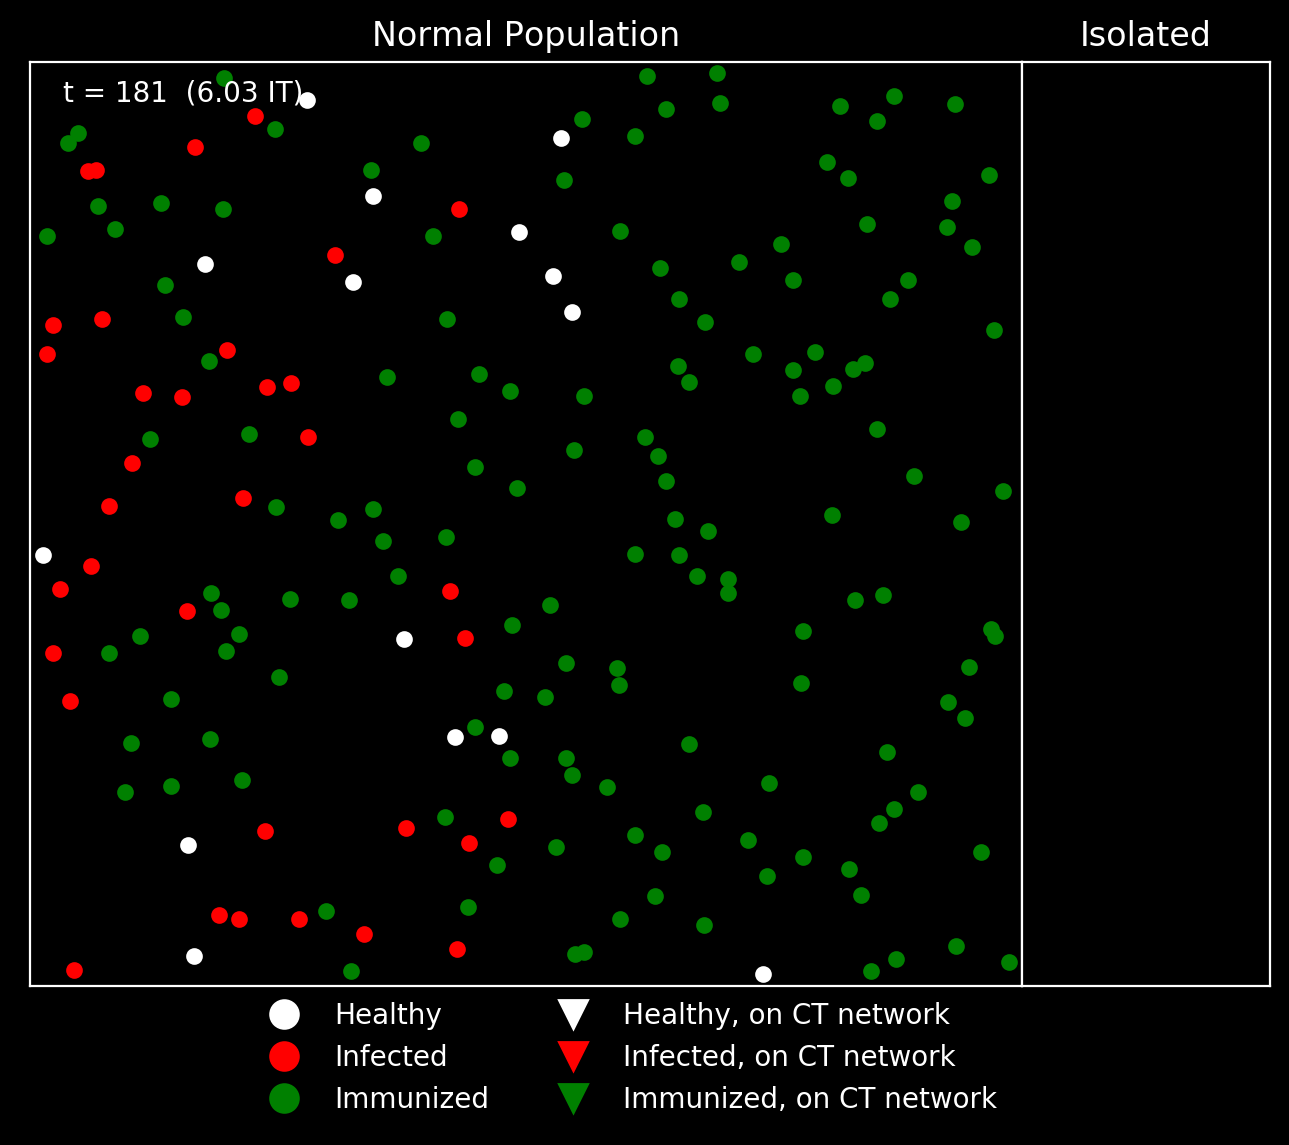 Normal Population
Isolated
t = 181  (6.03 IT)
Healthy
Infected
Immunized
Healthy, on CT network
Infected, on CT network
Immunized, on CT network